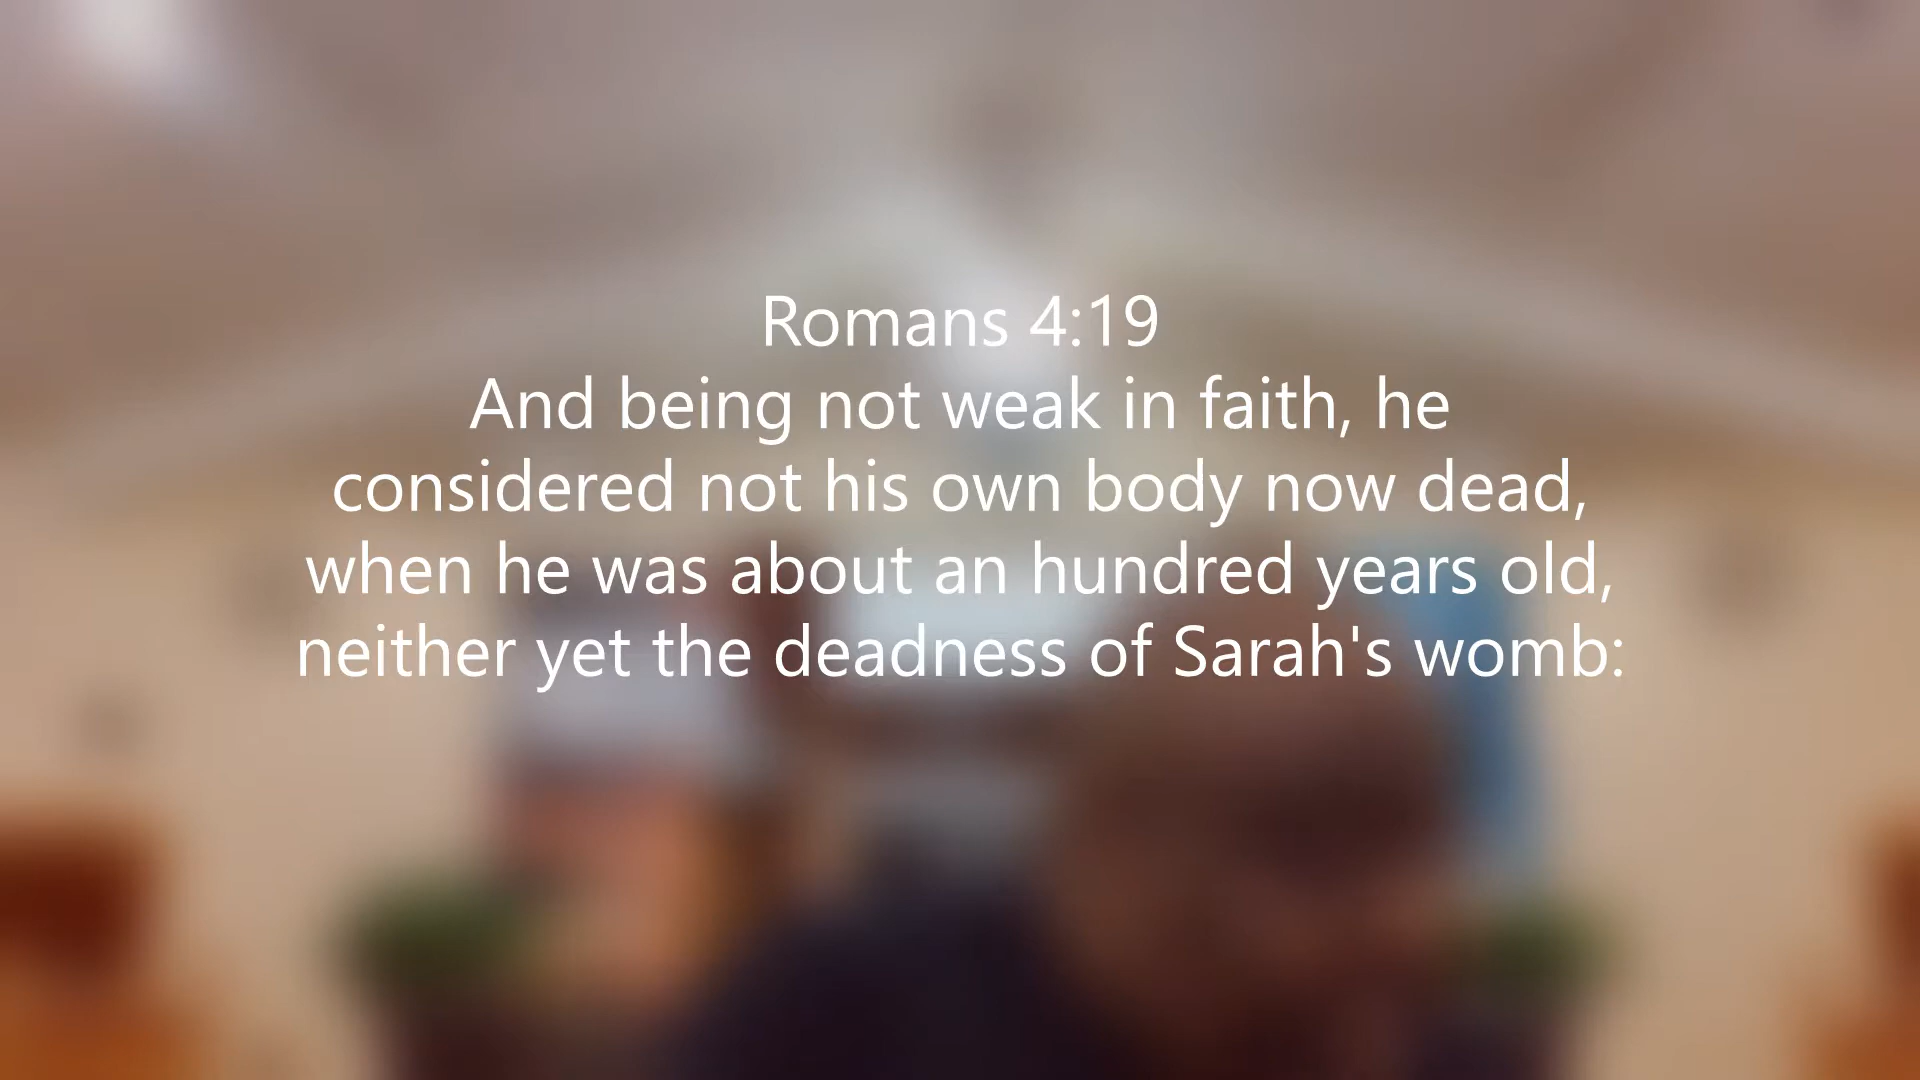 Romans 4:19
And being not weak in faith, he
considered not his own body now dead,
when he was about an hundred years old,
neither yet the deadness of Sarah's womb: